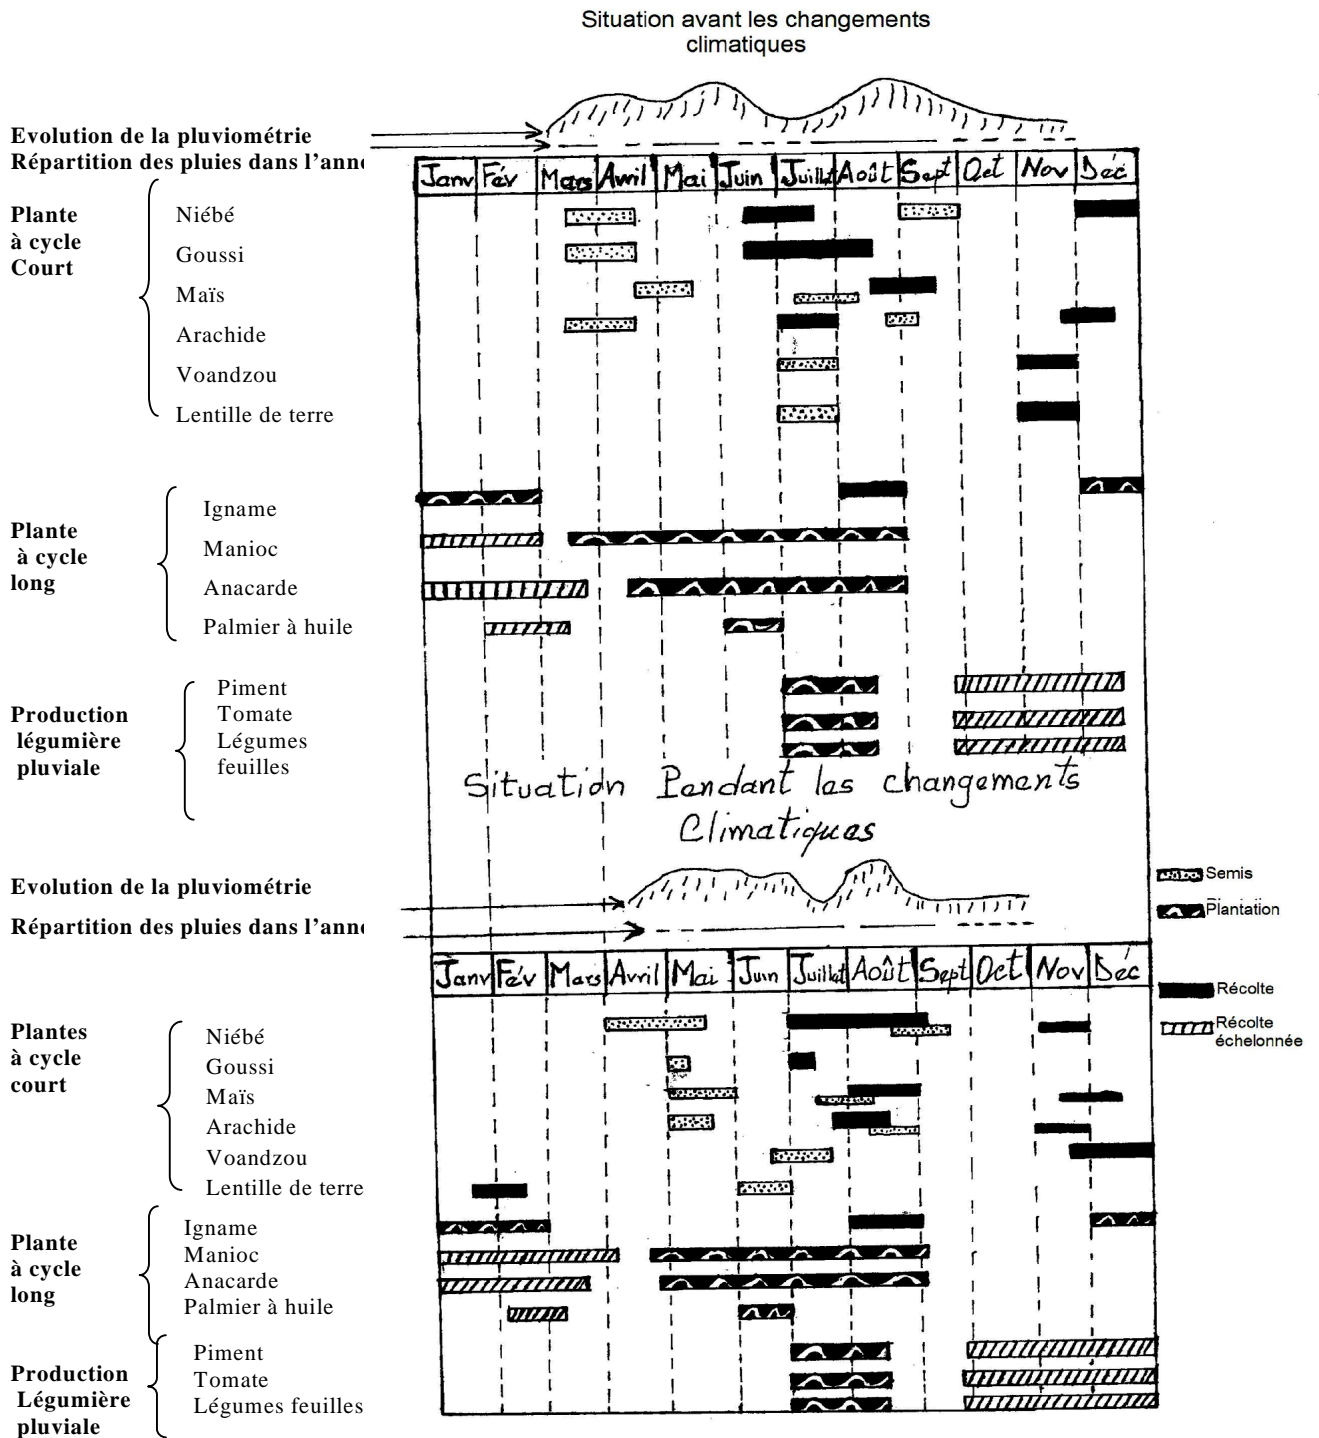 Situation avant les changements
climatiques
Evolution de la pluviométrie
Répartition des pluies dans l'anné
Janv Fév Mars Avril Mai Juin Juillet Août Sept Oct Nov Déc
Plante
à cycle
Court
Niébé
Goussi
Maïs
Arachide
Voandzou
Lentille de terre
Plante
à cycle
long
Igname
Manioc
Anacarde
Palmier à huile
Production
légumière
pluviale
Piment
Tomate
Légumes
feuilles
Situation Pendant les changements
Climatiques
Evolution de la pluviométrie
Répartition des pluies dans l'anné
Semis
Plantation
Récolte
Récolte
échelonnée
Janv Fév Mars Avril Mai Juin Juillet Août Sept Oct Nov Déc
Plantes
à cycle
court
Niébé
Goussi
Maïs
Arachide
Voandzou
Lentille de terre
Plante
à cycle
long
Igname
Manioc
Anacarde
Palmier à huile
Production
Légumière
pluviale
Piment
Tomate
Légumes feuilles